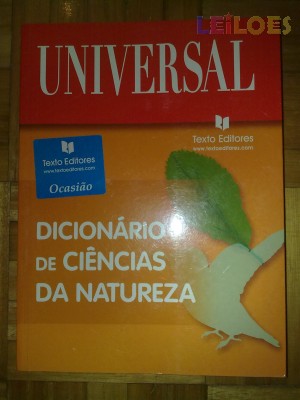 LEILOES
UNIVERSAL
Texto Editores
www.textoeditores.com
Texto Editores
www.textoeditores.com
Ocasião
DICIONÁRIO
DE CIÊNCIAS
DA NATUREZA